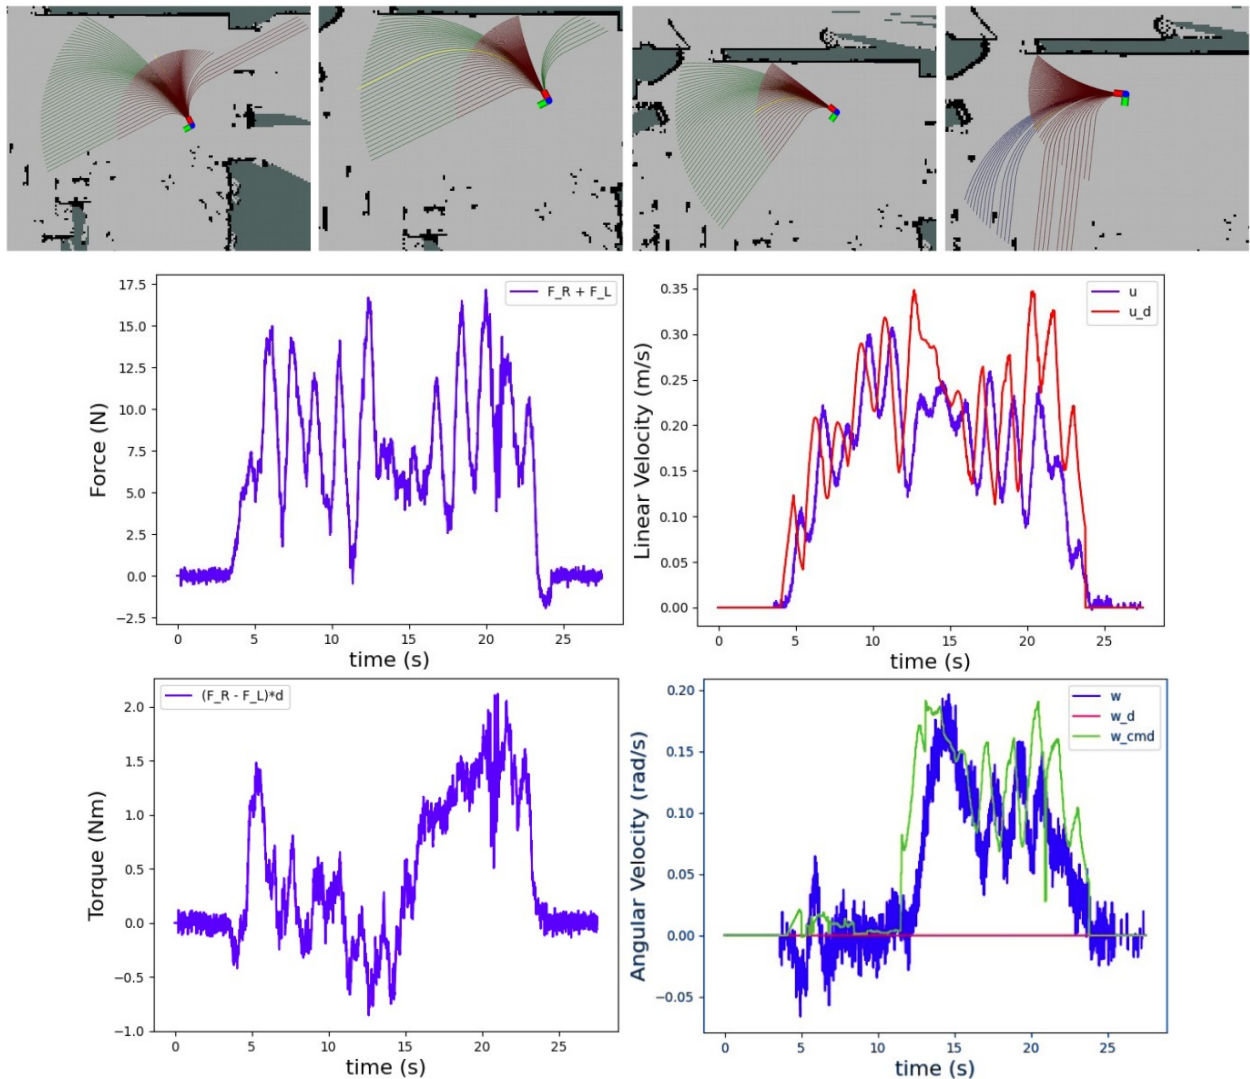 17.5
15.0
12.5
10.0
7.5
5.0
2.5
0.0
−2.5
Force (N)
F_R + F_L
0 5 10 15 20 25
time (s)
0.35
0.30
0.25
0.20
0.15
0.10
0.05
0.00
Linear Velocity (m/s)
u
u_d
0 5 10 15 20 25
time (s)
2.0
1.5
1.0
0.5
0.0
−0.5
−1.0
Torque (Nm)
(F_R - F_L)*d
0 5 10 15 20 25
time (s)
0.20
0.15
0.10
0.05
0.00
−0.05
Angular Velocity (rad/s)
w
w_d
w_cmd
0 5 10 15 20 25
time (s)